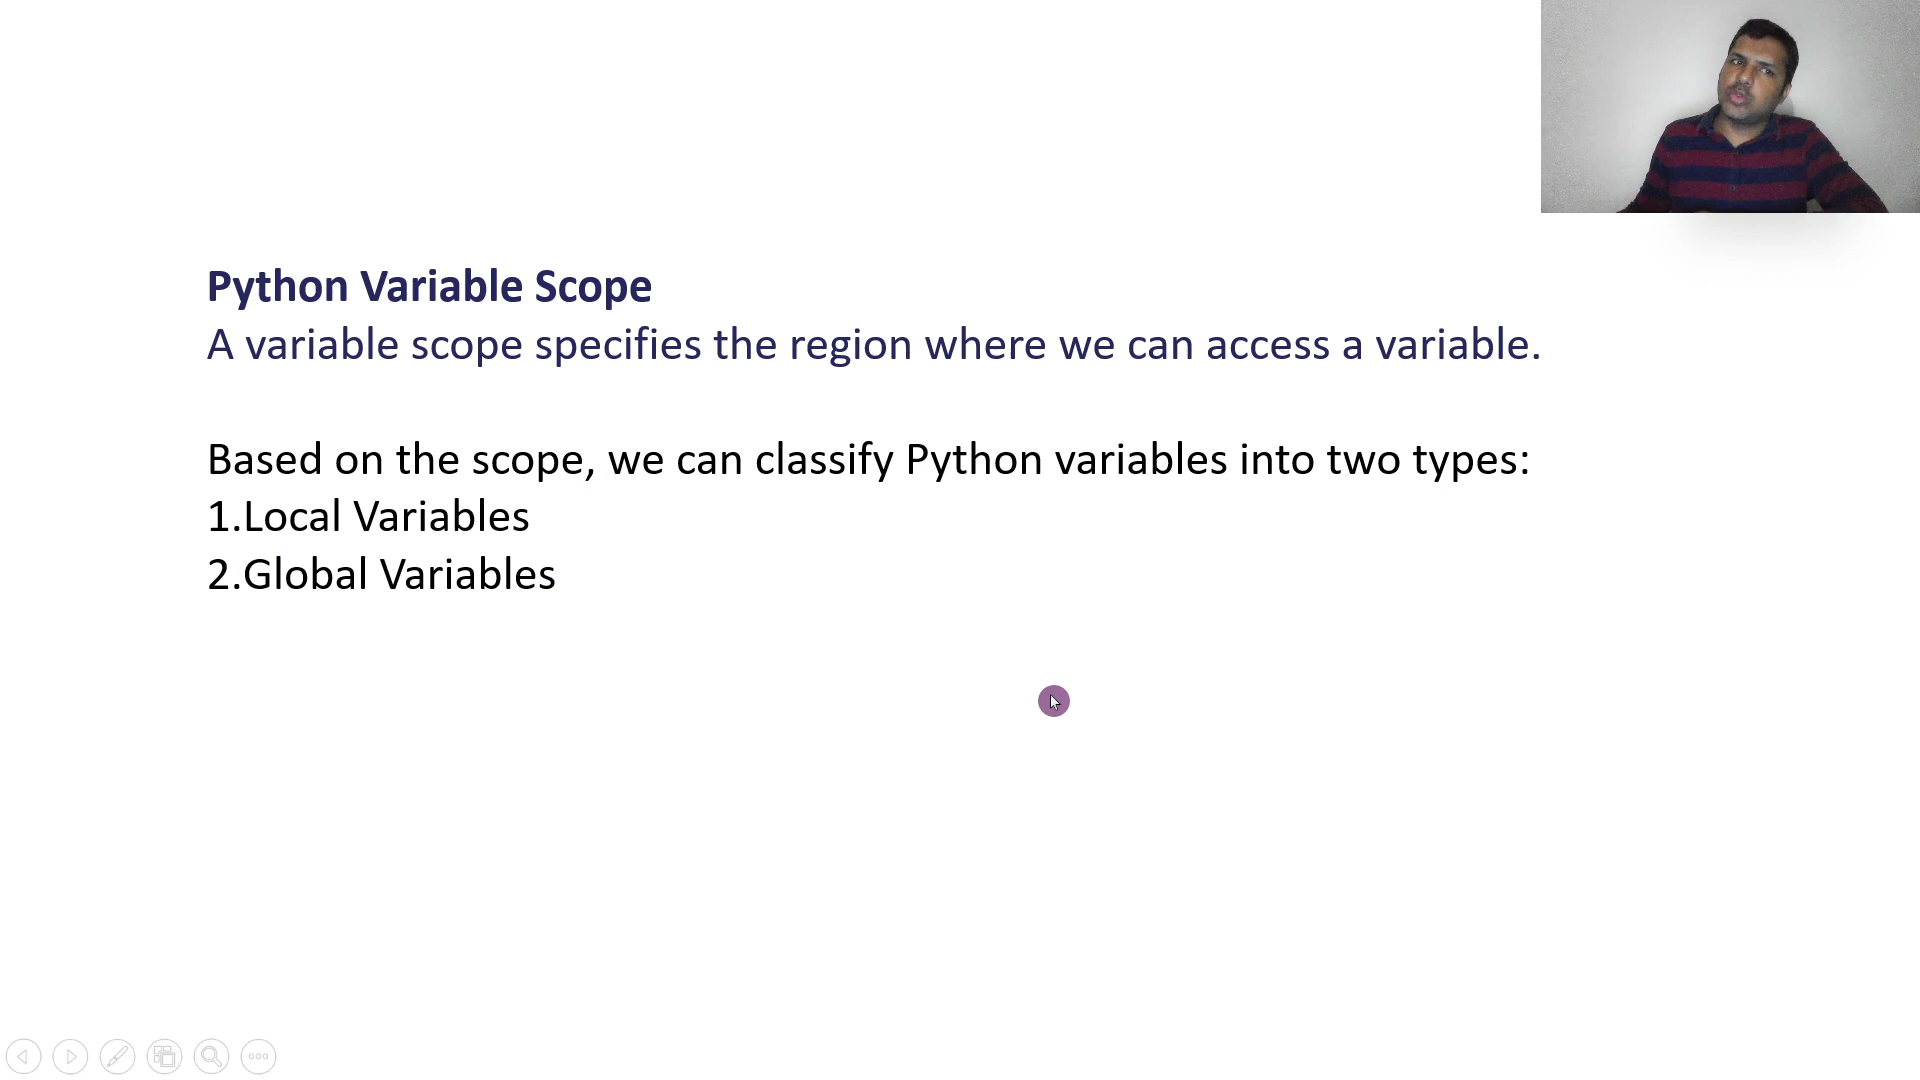 Python Variable Scope
A variable scope specifies the region where we can access a variable.
Based on the scope, we can classify Python variables into two types:
1.Local Variables
2.Global Variables